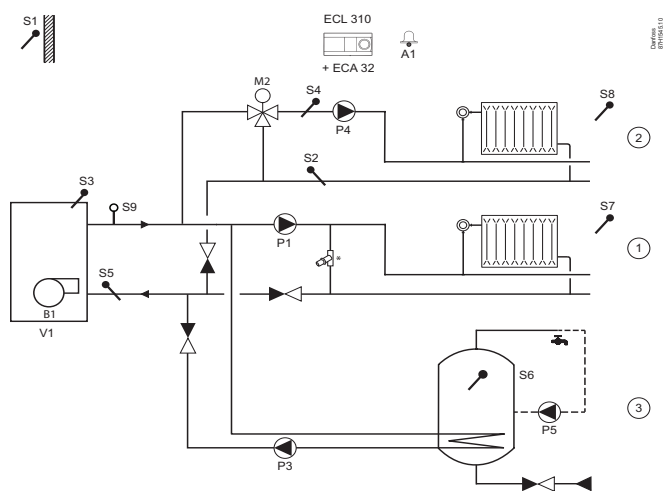 S1
ECL 310
A1
+ ECA 32
Danfoss
87H1545.10
M2
S4
P4
S8
2
S2
S3
S9
S7
P1
*
1
S5
B1
V1
S6
3
P5
P3